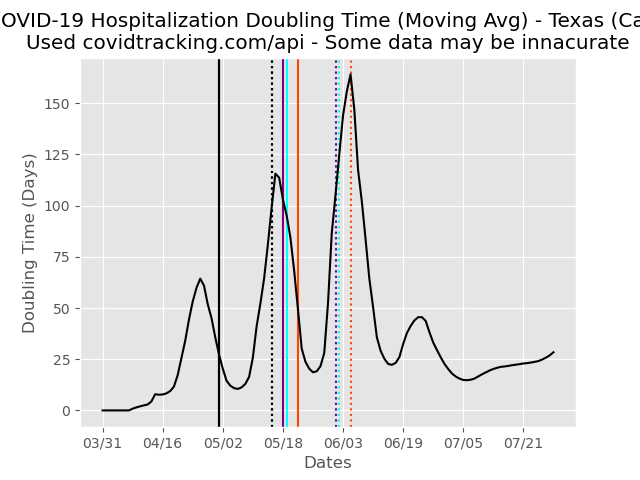 OVID-19 Hospitalization Doubling Time (Moving Avg) - Texas (Ca
Used covidtracking.com/api - Some data may be innacurate
150
125
100
75
50
25
0
Doubling Time (Days)
03/31 04/16 05/02 05/18 06/03 06/19 07/05 07/21
Dates